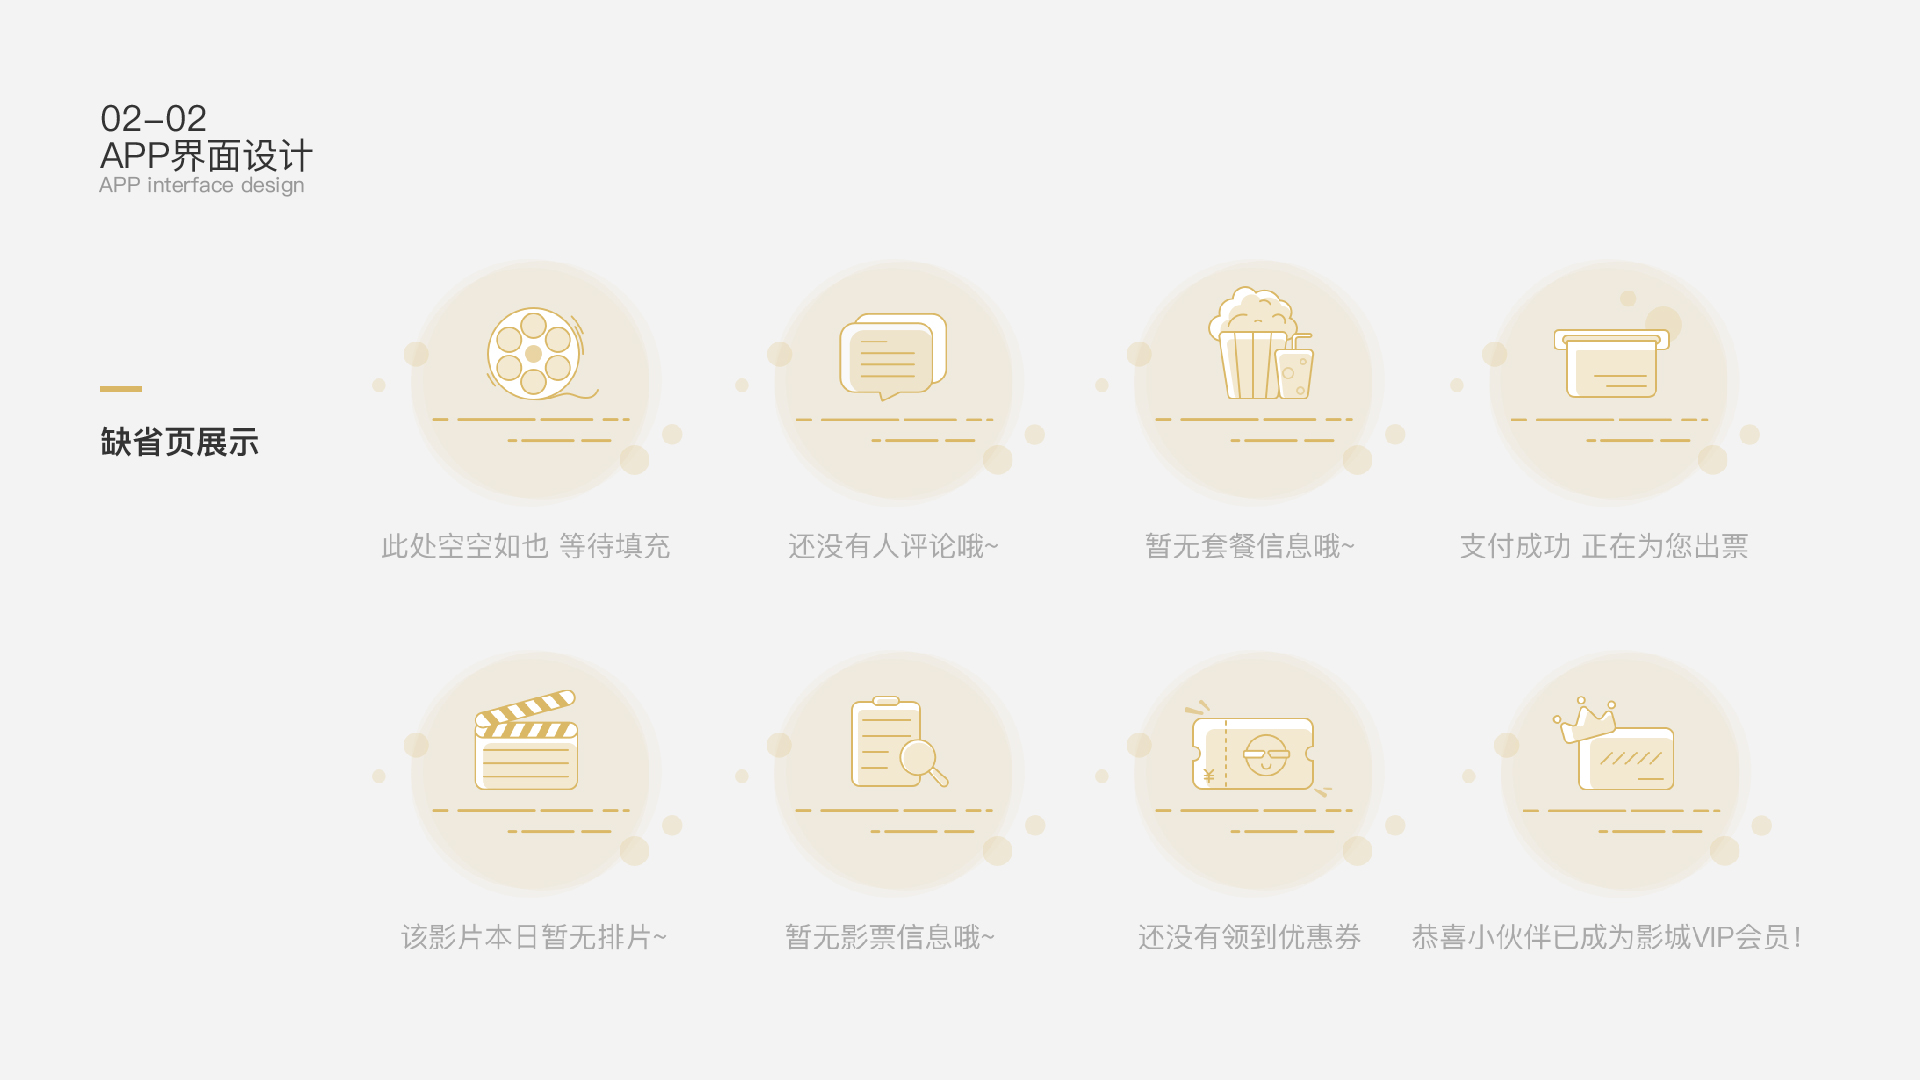 02-02
APP界面设计
APP interface design
缺省页展示
此处空空如也 等待填充
还没有人评论哦~
暂无套餐信息哦~
支付成功 正在为您出票
¥
该影片本日暂无排片~
暂无影票信息哦~
还没有领到优惠券
恭喜小伙伴已成为影城VIP会员!